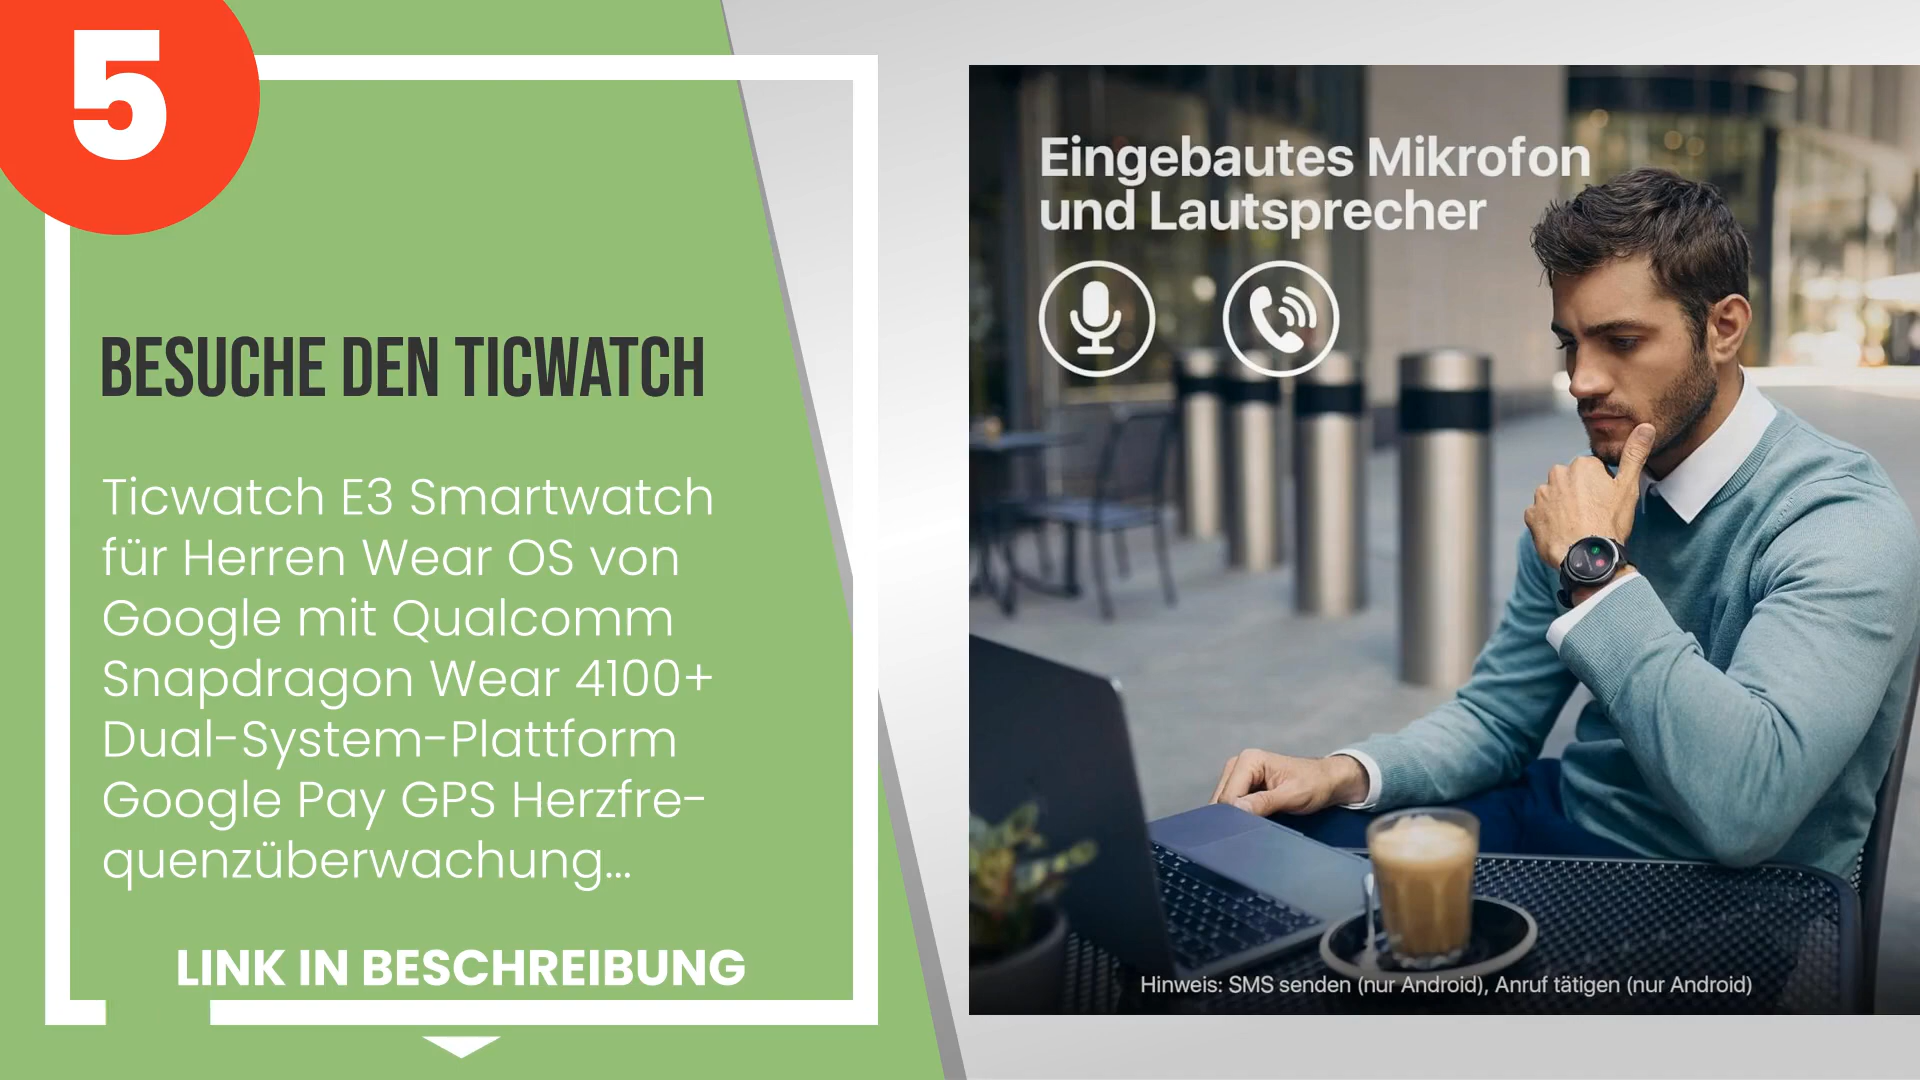 5
BESUCHE DEN TICWATCH
Ticwatch E3 Smartwatch
für Herren Wear OS von
Google mit Qualcomm
Snapdragon Wear 4100+
Dual-System-Plattform
Google Pay GPS Herzfre-
quenzüberwachung...
LINK IN BESCHREIBUNG
Eingebautes Mikrofon
und Lautsprecher
Hinweis: SMS senden (nur Android), Anruf tätigen (nur Android)